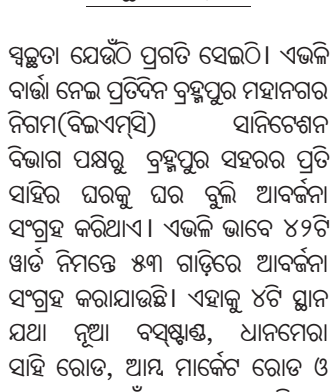 ସ୍ୱଚ୍ଛତା ଯେଉଁଠି ପ୍ରଗତି ସେଇଠି। ଏଭଳି
ବାର୍ତ୍ତା ନେଇ ପ୍ରତିଦିନ ବ୍ରହ୍ମପୁର ମହାନଗର
ନିଗମ(ବିଇଏମ୍‌ସି) ସାନିଟେଶନ
ବିଭାଗ ପକ୍ଷରୁ ବ୍ରହ୍ମପୁର ସହରର ପ୍ରତି
ସାହିର ଘରକୁ ଘର ବୁଲି ଆବର୍ଜନା
ସଂଗ୍ରହ କରିଥାଏ। ଏଭଳି ଭାବେ ୪୨ଟି
ୱାର୍ଡ ନିମନ୍ତେ ୫୩ ଗାଡ଼ିରେ ଆବର୍ଜନା
ସଂଗ୍ରହ କରାଯାଉଛି। ଏହାକୁ ୪ଟି ସ୍ଥାନ
ଯଥା ନୂଆ ବସ୍‌ଷ୍ଟାଣ୍ଡ, ଧାନମେରା
ସାହି ରୋଡ, ଆମ୍ବ ମାର୍କେଟ ରୋଡ ଓ